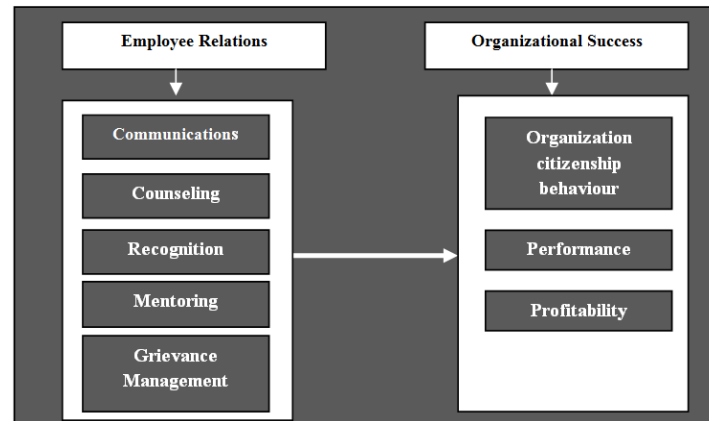 Employee Relations
Organizational Success
Communications
Counseling
Recognition
Mentoring
Grievance
Management
Organization
citizenship
behaviour
Performance
Profitability